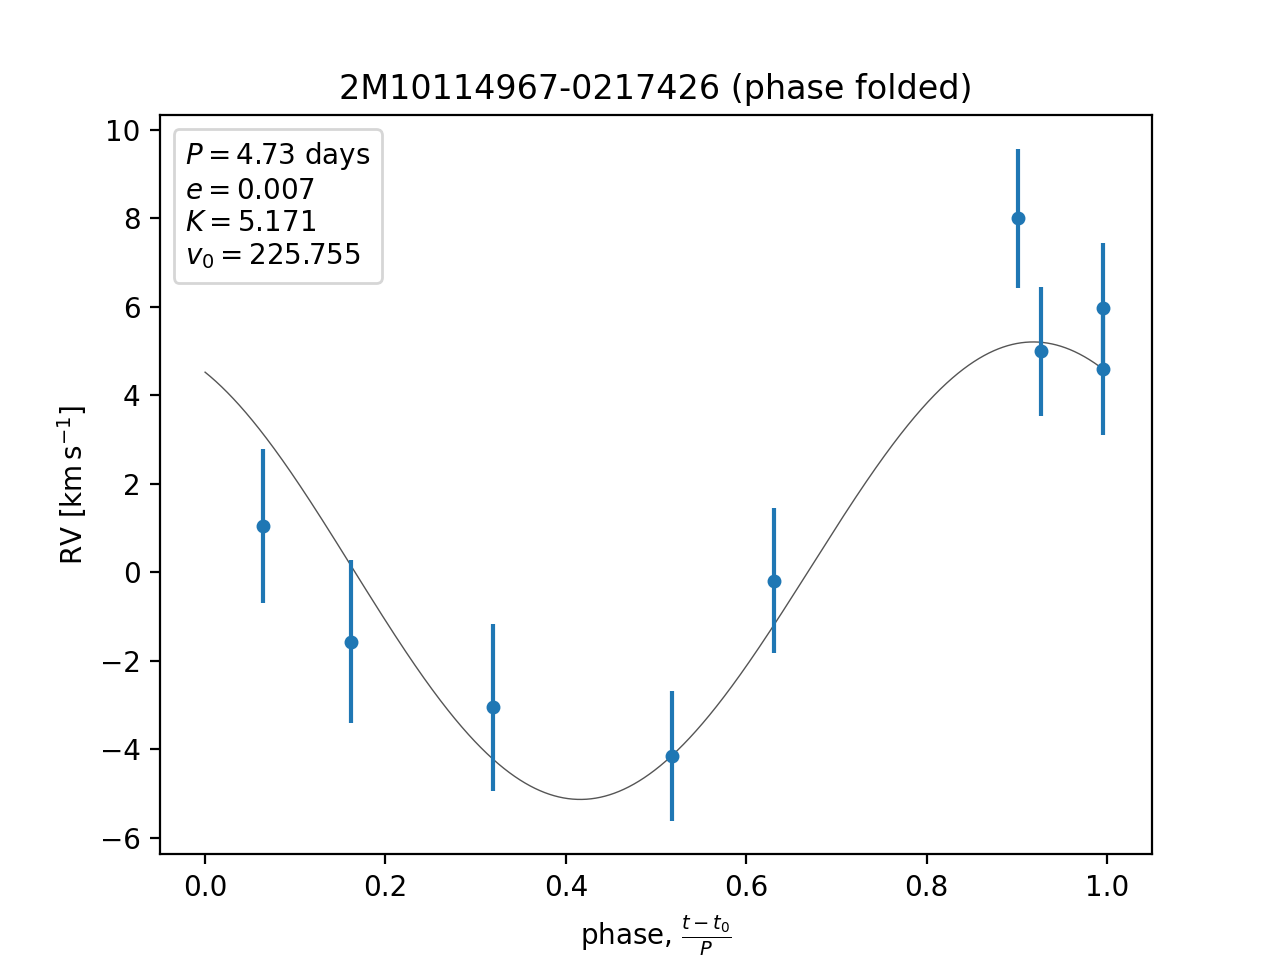 2M10114967-0217426 (phase folded)
P = 4.73 days
e = 0.007
K = 5.171
v₀ = 225.755
10
8
6
4
2
0
−2
−4
−6
RV [km s⁻¹]
0.0 0.2 0.4 0.6 0.8 1.0
phase, (t − t₀)/P